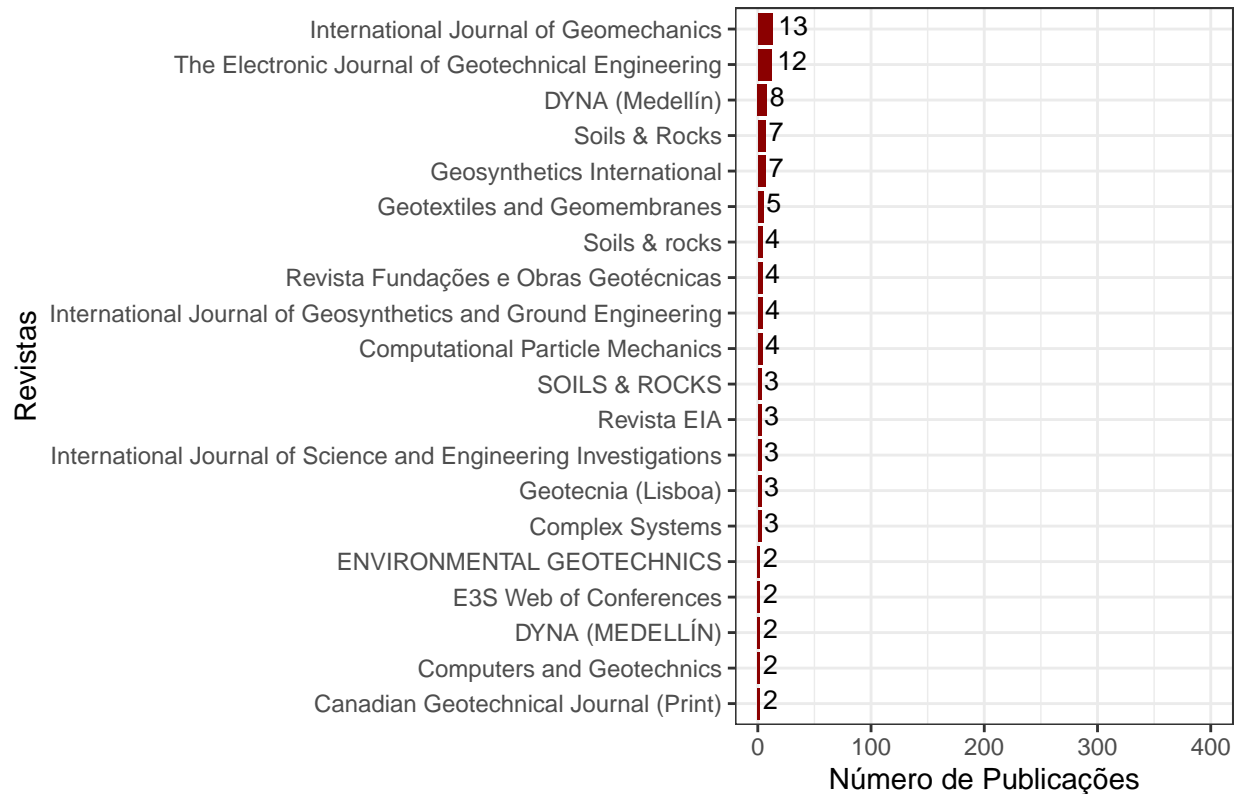 International Journal of Geomechanics 13
The Electronic Journal of Geotechnical Engineering 12
DYNA (Medellín) 8
Soils & Rocks 7
Geosynthetics International 7
Geotextiles and Geomembranes 5
Soils & rocks 4
Revista Fundações e Obras Geotécnicas 4
International Journal of Geosynthetics and Ground Engineering 4
Computational Particle Mechanics 4
SOILS & ROCKS 3
Revista EIA 3
International Journal of Science and Engineering Investigations 3
Geotecnia (Lisboa) 3
Complex Systems 3
ENVIRONMENTAL GEOTECHNICS 2
E3S Web of Conferences 2
DYNA (MEDELLÍN) 2
Computers and Geotechnics 2
Canadian Geotechnical Journal (Print) 2
Revistas
0 100 200 300 400
Número de Publicações